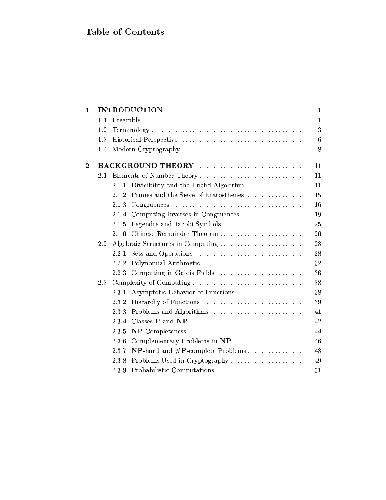 Table of Contents
1 INTRODUCTION 1
1.1 Preamble 1
1.2 Terminology 3
1.3 Historical Perspective 6
1.4 Modern Cryptography 8
2 BACKGROUND THEORY 11
2.1 Elements of Number Theory 11
2.1.1 Divisibility and the Euclid Algorithm 11
2.1.2 Primes and the Sieve of Eratosthenes 15
2.1.3 Congruences 16
2.1.4 Computing Inverses in Congruences 19
2.1.5 Legendre and Jacobi Symbols 25
2.1.6 Chinese Remainder Theorem 26
2.2 Algebraic Structures in Computing 28
2.2.1 Sets and Operations 28
2.2.2 Polynomial Arithmetic 32
2.2.3 Computing in Galois Fields 36
2.3 Complexity of Computing 38
2.3.1 Asymptotic Behavior of Functions 38
2.3.2 Hierarchy of Functions 39
2.3.3 Problems and Algorithms 41
2.3.4 Classes P and NP 42
2.3.5 NP Completeness 44
2.3.6 Complementary Problems in NP 46
2.3.7 NP-hard and #P-complete Problems 48
2.3.8 Problems Used in Cryptography 49
2.3.9 Probabilistic Computations 51